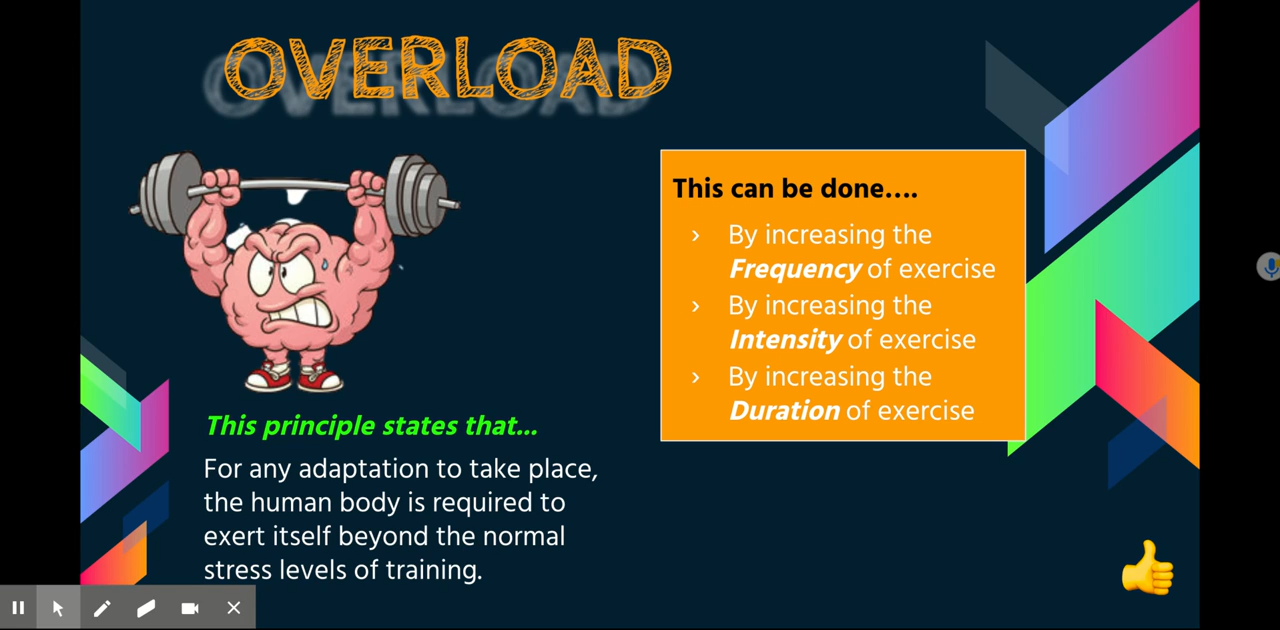 OVERLOAD
This principle states that...
For any adaptation to take place,
the human body is required to
exert itself beyond the normal
stress levels of training.
This can be done....
› By increasing the
Frequency of exercise
› By increasing the
Intensity of exercise
› By increasing the
Duration of exercise